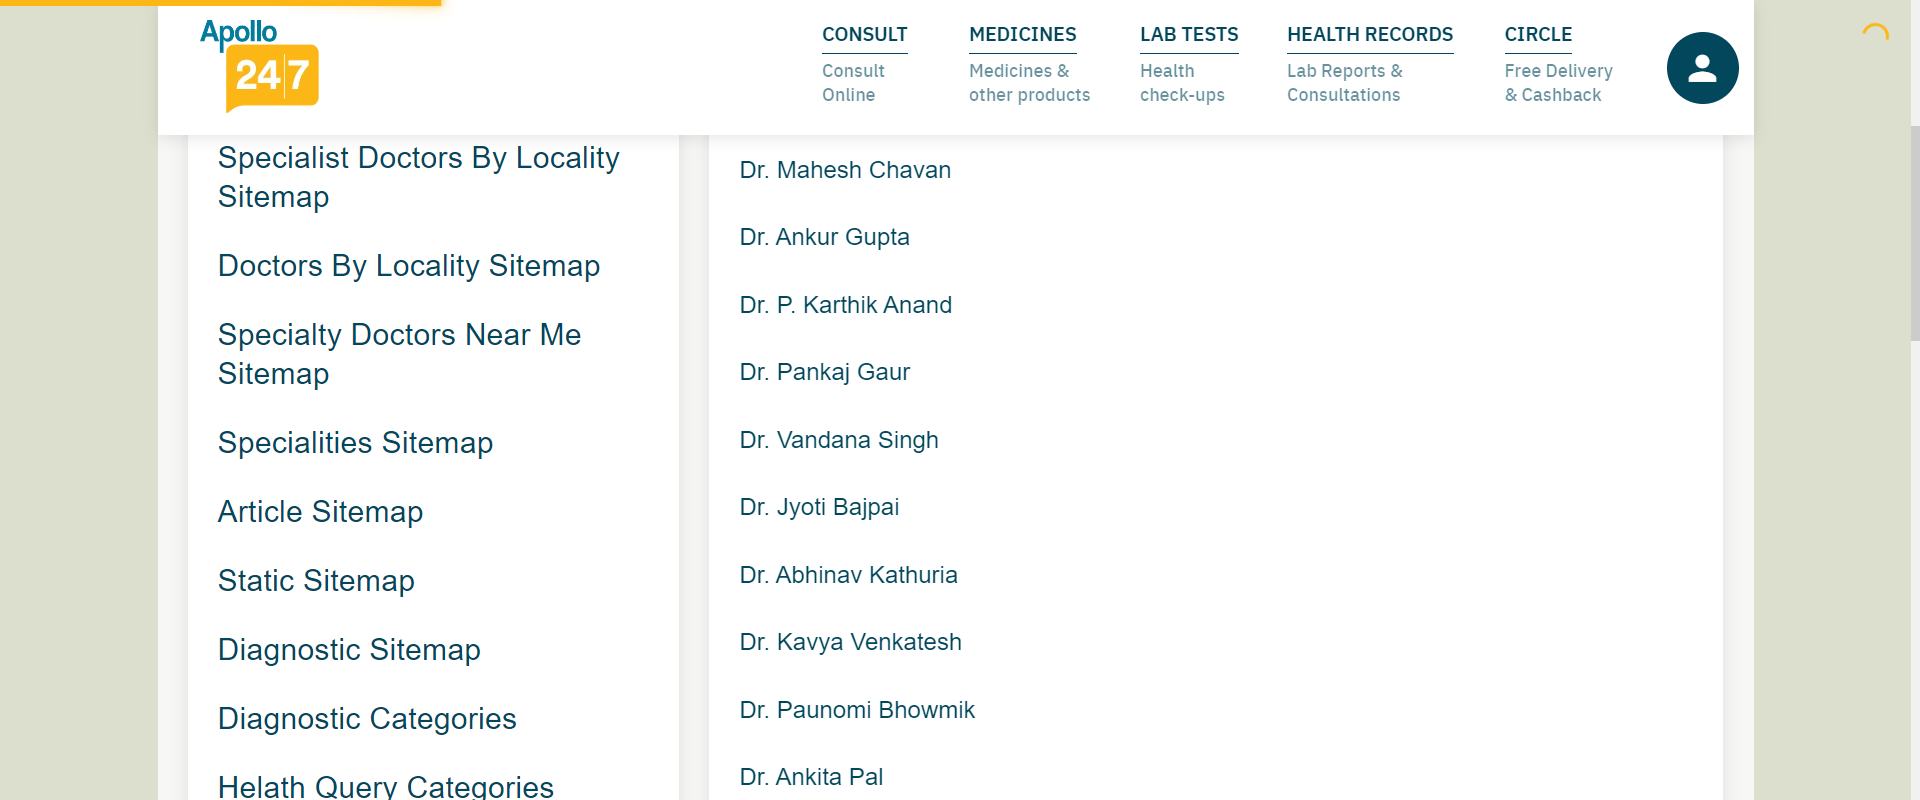 Apollo
24|7
CONSULT
Consult
Online
MEDICINES
Medicines &
other products
LAB TESTS
Health
check-ups
HEALTH RECORDS
Lab Reports &
Consultations
CIRCLE
Free Delivery
& Cashback
Specialist Doctors By Locality
Sitemap
Doctors By Locality Sitemap
Specialty Doctors Near Me
Sitemap
Specialities Sitemap
Article Sitemap
Static Sitemap
Diagnostic Sitemap
Diagnostic Categories
Helath Query Categories
Dr. Mahesh Chavan
Dr. Ankur Gupta
Dr. P. Karthik Anand
Dr. Pankaj Gaur
Dr. Vandana Singh
Dr. Jyoti Bajpai
Dr. Abhinav Kathuria
Dr. Kavya Venkatesh
Dr. Paunomi Bhowmik
Dr. Ankita Pal